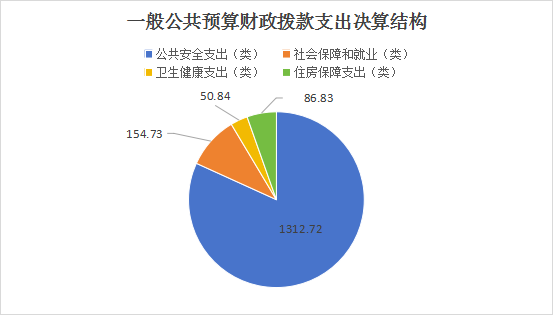 一般公共预算财政拨款支出决算结构
公共安全支出（类）
社会保障和就业（类）
卫生健康支出（类）
住房保障支出（类）
50.84
86.83
154.73
1312.72